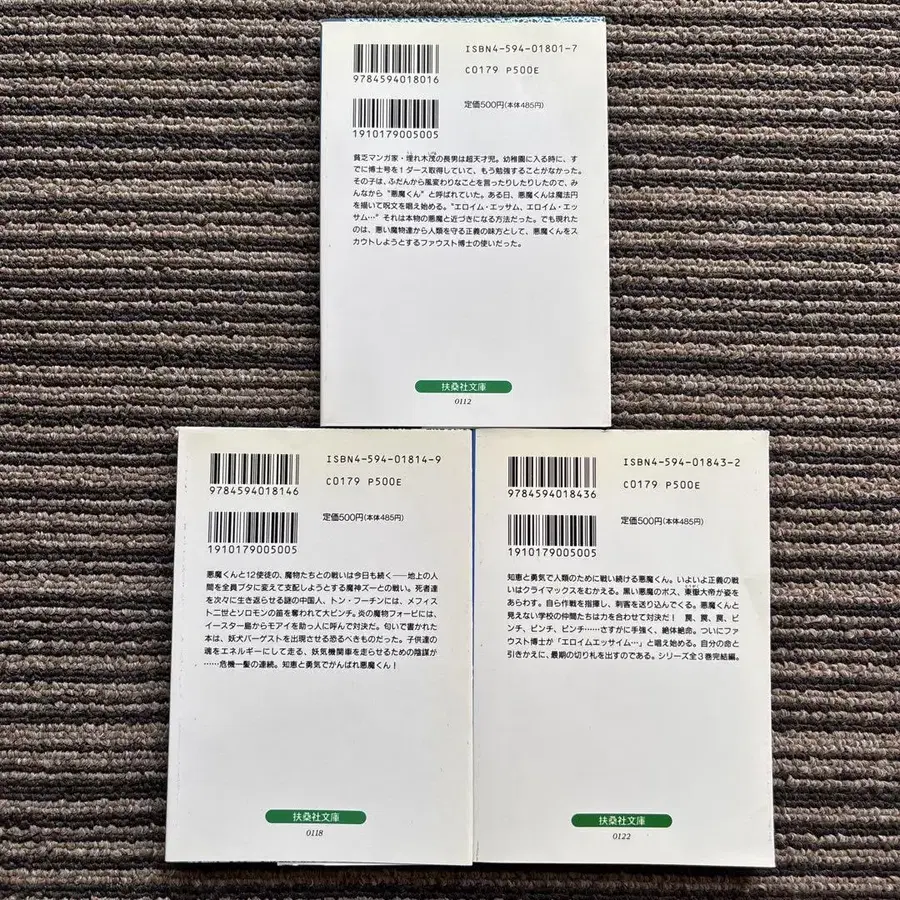 ISBN4-594-01801-7
C0179 P500E
9784594018016
定価500円(本体485円)
1910179005005
貧乏マンガ家・埋れ木茂の長男は超天才児。幼稚園に入る時に、す
でに博士号を1ダース取得していて、もう勉強することがなかった。
その子は、ふだんから風変わりなことを言ったりしたりしたので、み
んなから“悪魔くん”と呼ばれていた。ある日、悪魔くんは魔法円
を描いて呪文を唱え始める。“エロイム・エッサム、エロイム・エッ
サム…”それは本物の悪魔と近づきになる方法だった。でも現れた
のは、悪い魔物達から人類を守る正義の味方として、悪魔くんをス
カウトしようとするファウスト博士の使いだった。
扶桑社文庫
0112
ISBN4-594-01814-9
C0179 P500E
9784594018146
定価500円(本体485円)
1910179005005
悪魔くんと12使徒の、魔物たちとの戦いは今日も続く——地上の人
間を全員ブタに変えて支配しようとする魔神ズーとの戦い。死者達
を次々に生き返らせる謎の中国人、トン・フーチンには、メフィス
ト二世とソロモンの笛を奪われて大ピンチ。炎の魔物フォービには、
イースター島からモアイを助っ人に呼んで対決だ。匂いで書かれた
本は、妖犬バーゲストを出現させる恐るべきものだった。子供達の
魂をエネルギーにして走る、妖気機関車を走らせるための陰謀が
……危機一髪の連続。知恵と勇気でがんばれ悪魔くん！
扶桑社文庫
0118
ISBN4-594-01843-2
C0179 P500E
9784594018436
定価500円(本体485円)
1910179005005
知恵と勇気で人類のために戦い続ける悪魔くん。いよいよ正義の戦
いはクライマックスをむかえる。黒い悪魔のボス、東嶽大帝が姿を
あらわす。自ら作戦を指揮し、刺客を送り込んでくる。悪魔くんと
見えない学校の仲間たちは力を合わせて対決だ！　罠、罠、罠、ピ
ンチ、ピンチ、ピンチ……さすがに手強く、絶体絶命。ついにファ
ウスト博士が「エロイムエッサイム…」と唱え始める。自分の命と
引きかえに、最期の切り札を出すのである。シリーズ全3巻完結編。
扶桑社文庫
0122